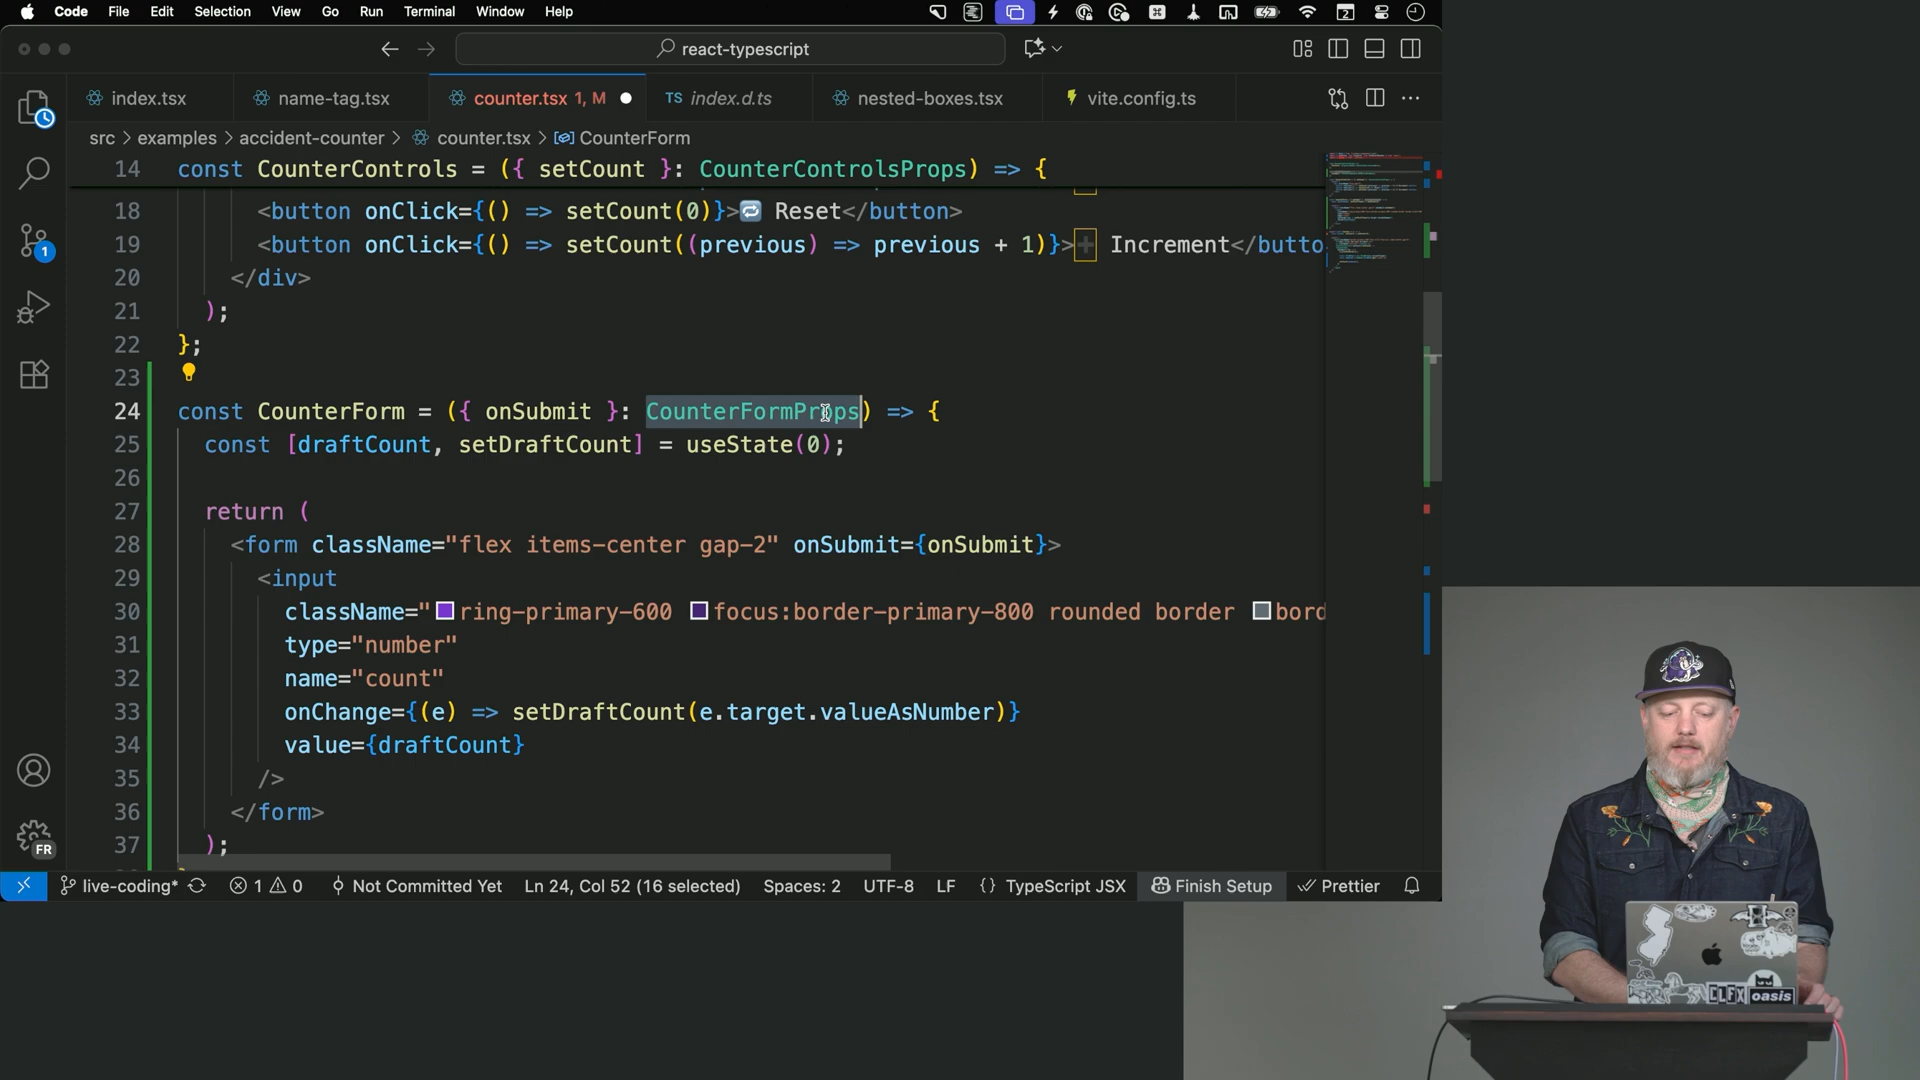 Code File Edit Selection View Go Run Terminal Window Help
2
react-typescript
index.tsx name-tag.tsx counter.tsx 1, M TS index.d.ts nested-boxes.tsx vite.config.ts
src > examples > accident-counter > counter.tsx > CounterForm
14 const CounterControls = ({ setCount }: CounterControlsProps) => {
18 <button onClick={() => setCount(0)}>🔁 Reset</button>
19 <button onClick={() => setCount((previous) => previous + 1)}>➕ Increment</butto
20 </div>
21 );
22 };
23
24 const CounterForm = ({ onSubmit }: CounterFormProps) => {
25 const [draftCount, setDraftCount] = useState(0);
26
27 return (
28 <form className="flex items-center gap-2" onSubmit={onSubmit}>
29 <input
30 className="ring-primary-600 focus:border-primary-800 rounded border bord
31 type="number"
32 name="count"
33 onChange={(e) => setDraftCount(e.target.valueAsNumber)}
34 value={draftCount}
35 />
36 </form>
37 );
1
FR
live-coding* 1 0 Not Committed Yet Ln 24, Col 52 (16 selected) Spaces: 2 UTF-8 LF {} TypeScript JSX Finish Setup Prettier
CLFX oasis